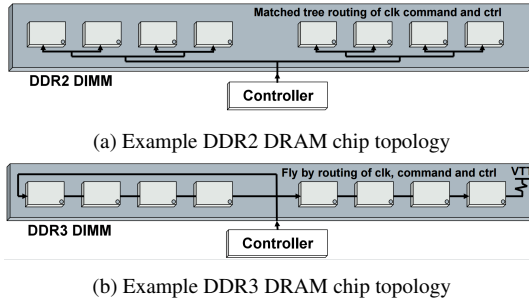 Matched tree routing of clk command and ctrl
DDR2 DIMM
Controller
(a) Example DDR2 DRAM chip topology
Fly by routing of clk, command and ctrl
VTT
DDR3 DIMM
Controller
(b) Example DDR3 DRAM chip topology